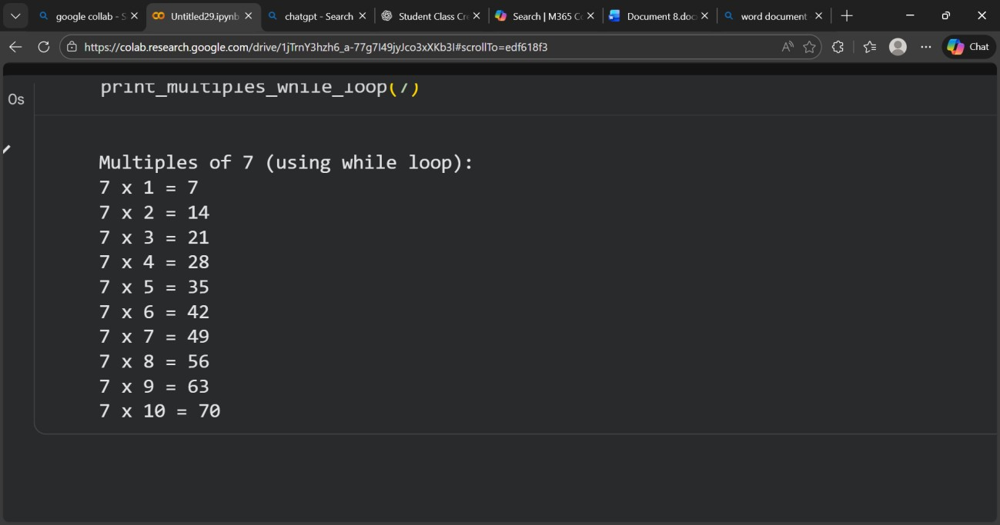 google collab - S
Untitled29.ipynb
chatgpt - Search
Student Class Cre
Search | M365 Co
Document 8.doc
word document
https://colab.research.google.com/drive/1jTrnY3hzh6_a-77g7I49jyJco3xXKb3I#scrollTo=edf618f3
Chat
0s
print_multiples_while_loop(7)
Multiples of 7 (using while loop):
7 x 1 = 7
7 x 2 = 14
7 x 3 = 21
7 x 4 = 28
7 x 5 = 35
7 x 6 = 42
7 x 7 = 49
7 x 8 = 56
7 x 9 = 63
7 x 10 = 70